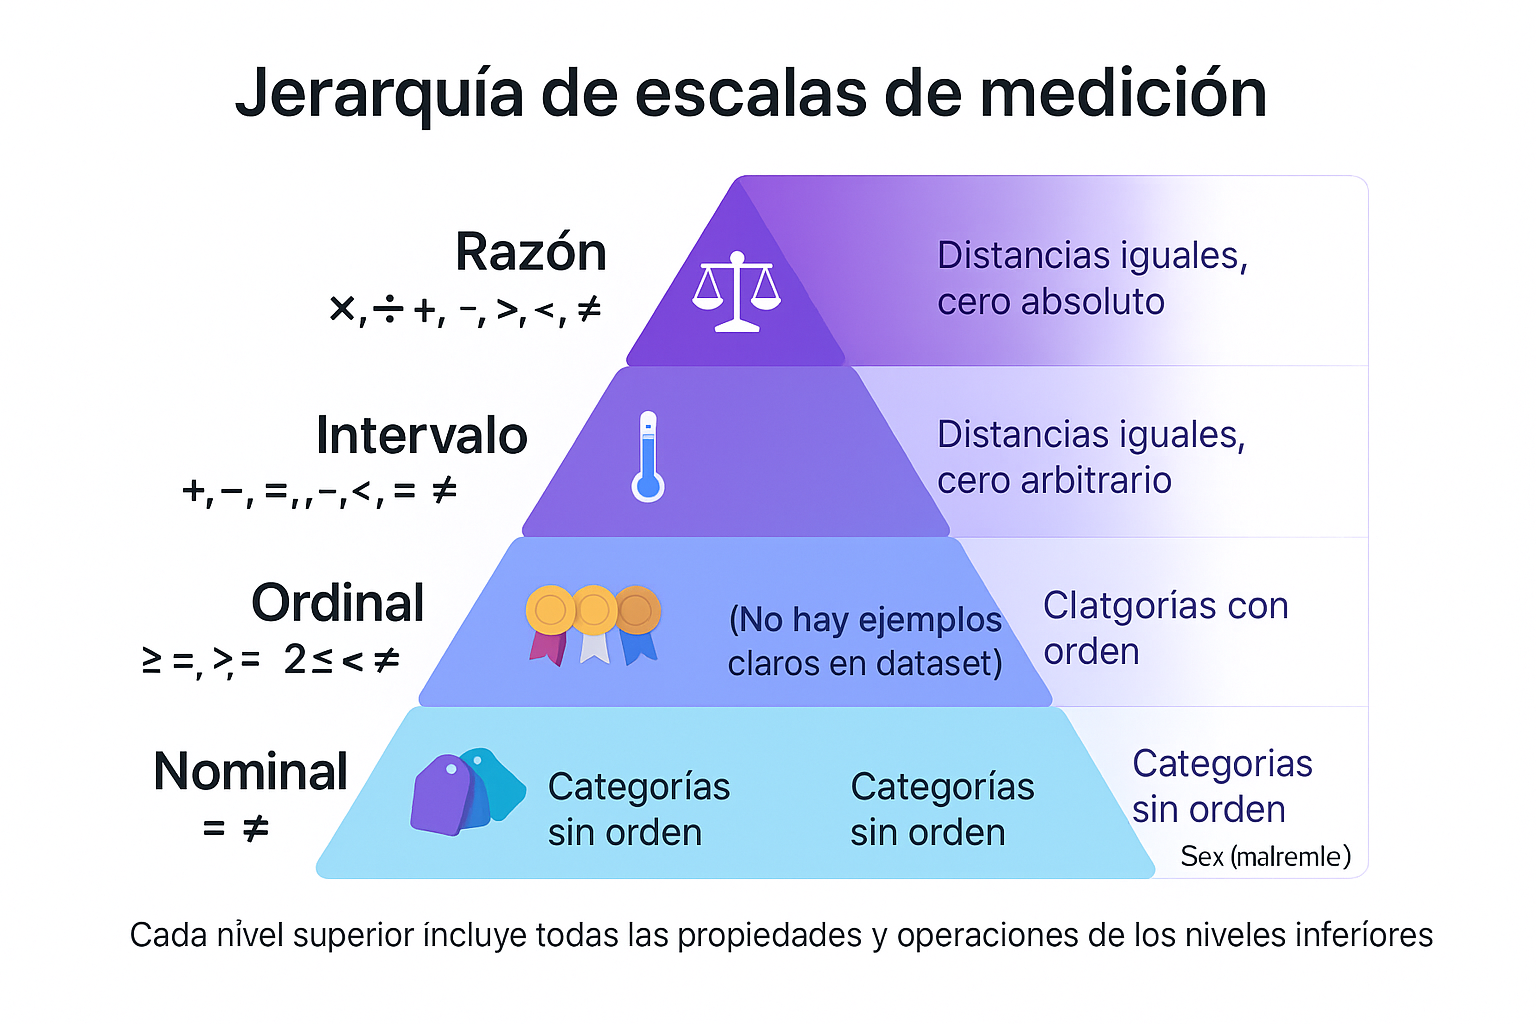 Jerarquía de escalas de medición
Razón
×,÷+, −, >, <, ≠
Distancias iguales,
cero absoluto
Intervalo
+,−, =,,−,<, = ≠
Distancias iguales,
cero arbitrario
Ordinal
≥ =, >,= 2≤ < ≠
(No hay ejemplos
claros en dataset)
Clatgorías con
orden
Nominal
= ≠
Categorías
sin orden
Categorías
sin orden
Categorias
sin orden
Sex (malremle)
Cada nivel superior íncluye todas las propiedades y operaciones de los niveles inferíores